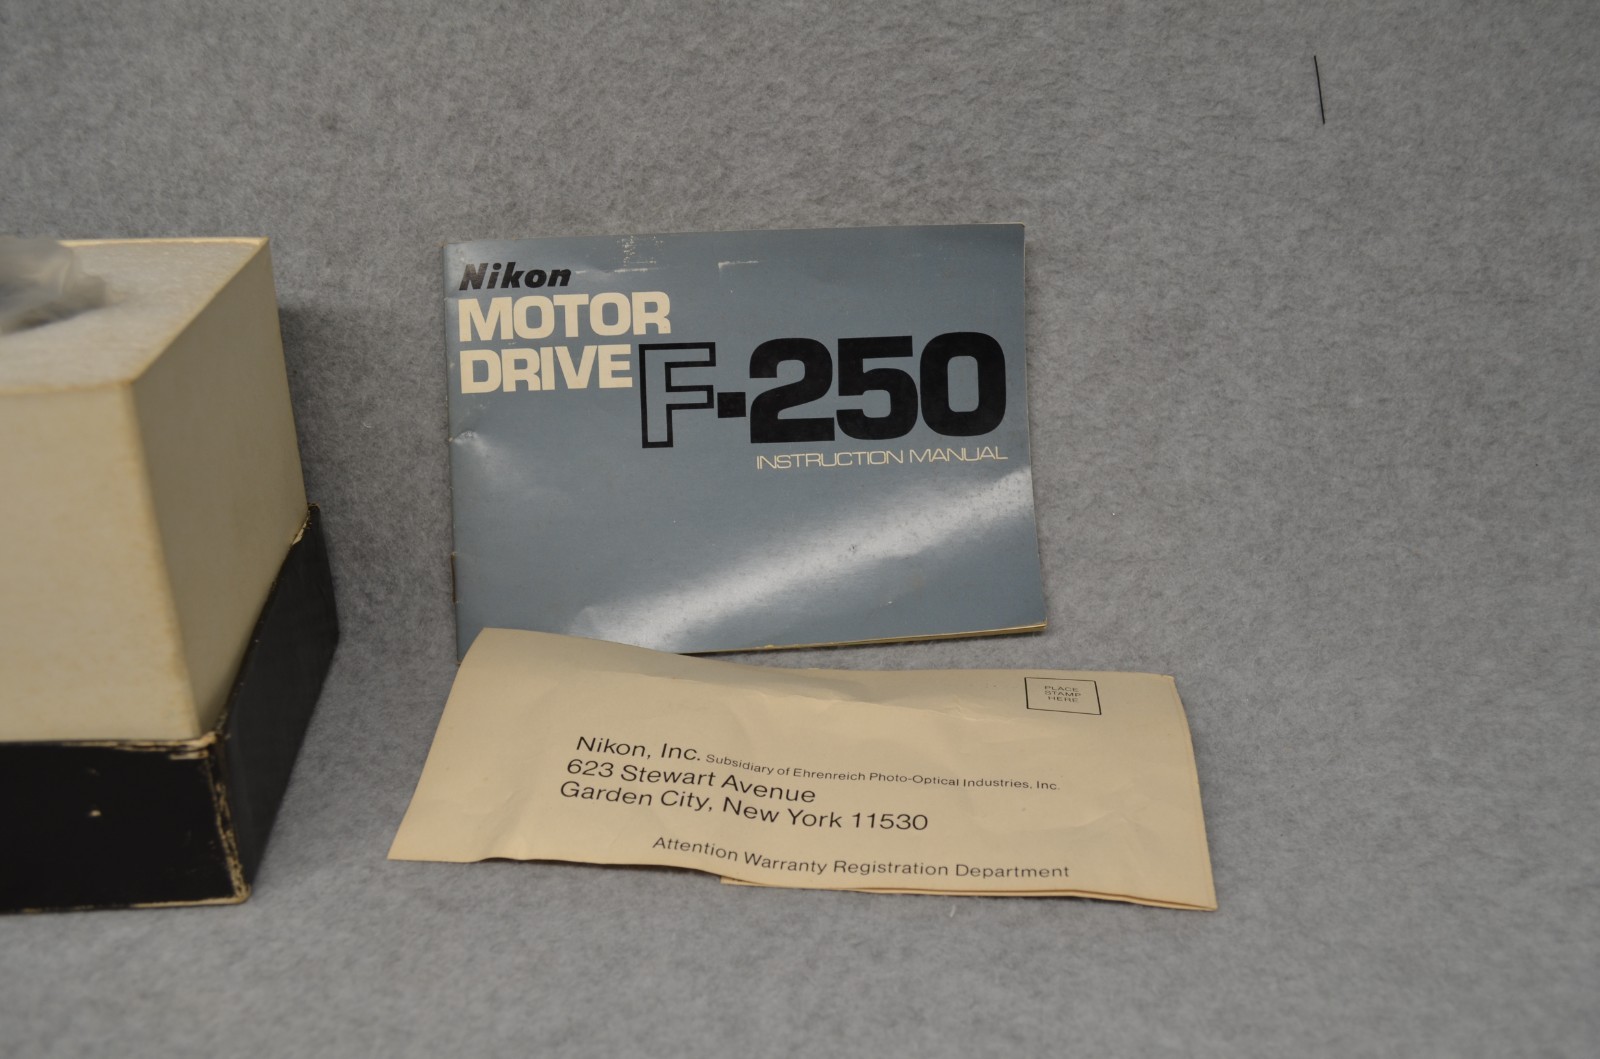 Nikon
MOTOR
DRIVE F-250
INSTRUCTION MANUAL
PLACE
STAMP
HERE
Nikon, Inc. Subsidiary of Ehrenreich Photo-Optical Industries, Inc.
623 Stewart Avenue
Garden City, New York 11530
Attention Warranty Registration Department